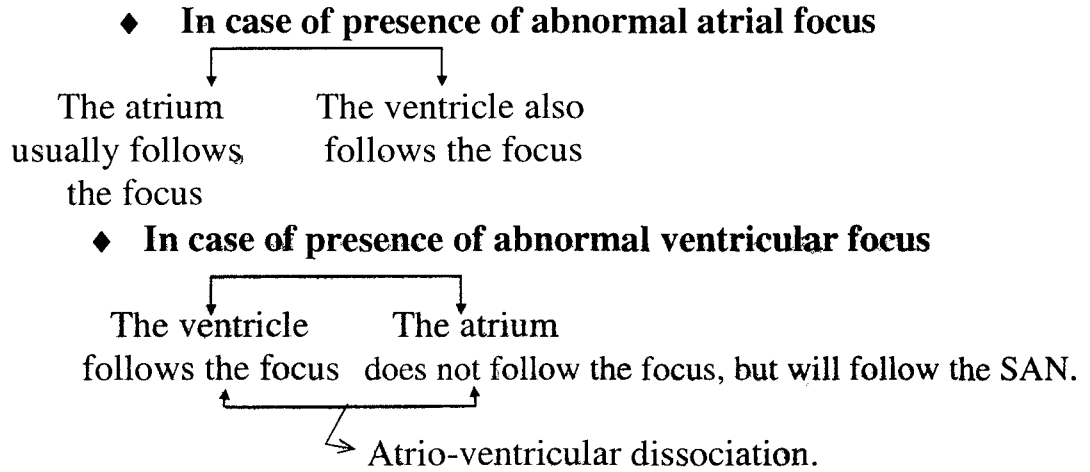 ♦ In case of presence of abnormal atrial focus
The atrium
usually follows
the focus
The ventricle also
follows the focus
♦ In case of presence of abnormal ventricular focus
The ventricle
follows the focus
The atrium
does not follow the focus, but will follow the SAN.
Atrio-ventricular dissociation.